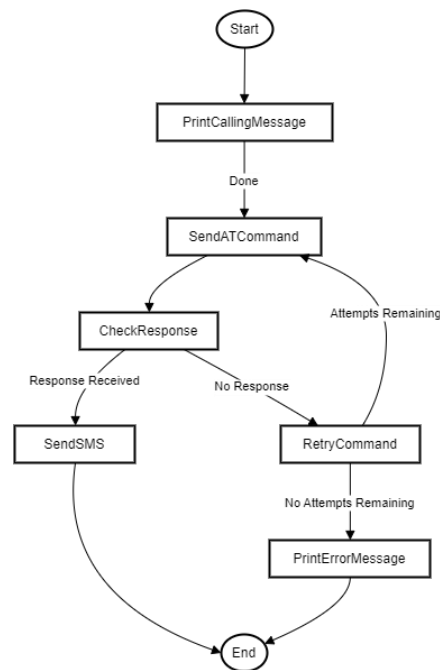 Start
PrintCallingMessage
Done
SendATCommand
Attempts Remaining
CheckResponse
Response Received
No Response
SendSMS
RetryCommand
No Attempts Remaining
PrintErrorMessage
End